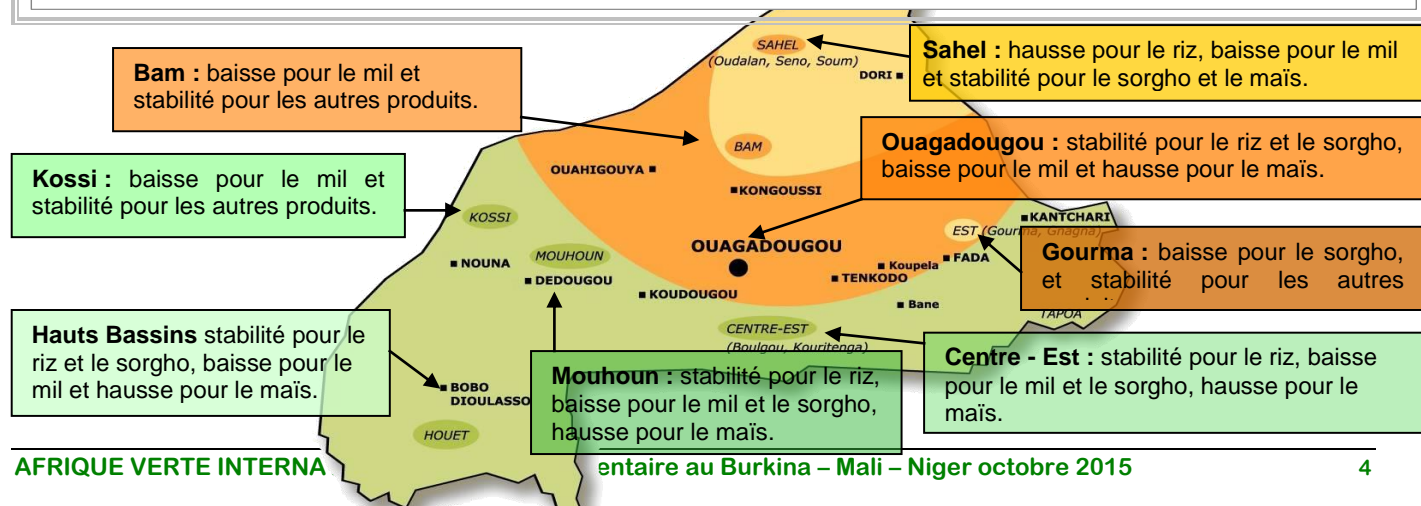 SAHEL
(Oudalan, Seno, Soum)
DORI
Sahel : hausse pour le riz, baisse pour le mil
et stabilité pour le sorgho et le maïs.
Bam : baisse pour le mil et
stabilité pour les autres produits.
BAM
Ouagadougou : stabilité pour le riz et le sorgho,
baisse pour le mil et hausse pour le maïs.
Kossi : baisse pour le mil et
stabilité pour les autres produits.
OUAHIGOUYA
KONGOUSSI
KOSSI
KANTCHARI
EST (Gourma, Gnagna)
OUAGADOUGOU
MOUHOUN
NOUNA
DEDOUGOU
KOUDOUGOU
Koupela
FADA
TENKODO
Bane
Gourma : baisse pour le sorgho,
et stabilité pour les autres
TAPOA
Hauts Bassins stabilité pour le
riz et le sorgho, baisse pour le
mil et hausse pour le maïs.
CENTRE-EST
(Boulgou, Kouritenga)
Mouhoun : stabilité pour le riz,
baisse pour le mil et le sorgho,
hausse pour le maïs.
Centre - Est : stabilité pour le riz, baisse
pour le mil et le sorgho, hausse pour le
maïs.
BOBO
DIOULASSO
HOUET
AFRIQUE VERTE INTERNA entaire au Burkina – Mali – Niger octobre 2015 4